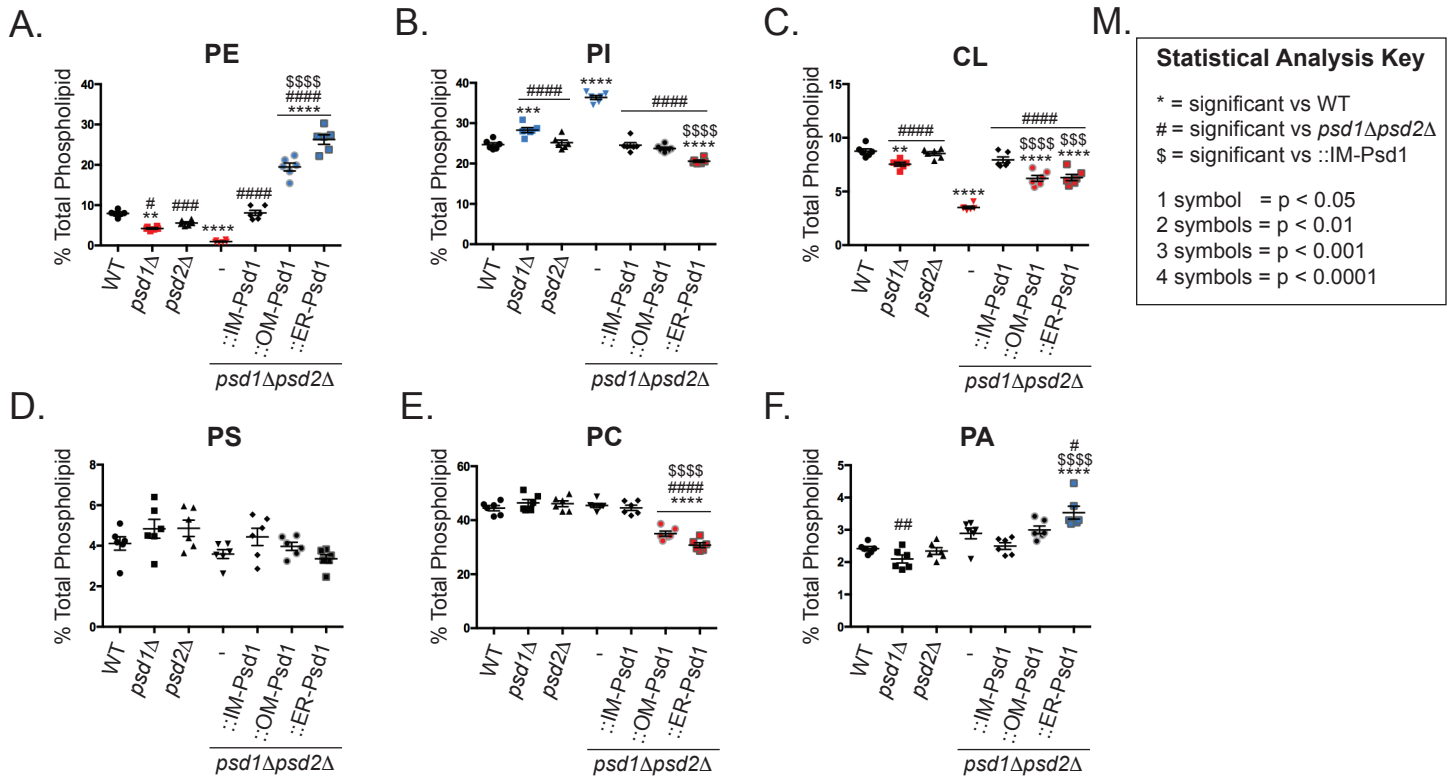 A.
PE
% Total Phospholipid
40
30
20
10
0
$$$$
####
****
#
**
###
****
####
WT
psd1Δ
psd2Δ
-
::IM-Psd1
::OM-Psd1
::ER-Psd1
psd1Δpsd2Δ
B.
PI
% Total Phospholipid
40
30
20
10
0
####
***
****
####
$$$$
****
WT
psd1Δ
psd2Δ
-
::IM-Psd1
::OM-Psd1
::ER-Psd1
psd1Δpsd2Δ
C.
CL
% Total Phospholipid
15
10
5
0
####
**
****
####
$$$$
****
$$$
****
WT
psd1Δ
psd2Δ
-
::IM-Psd1
::OM-Psd1
::ER-Psd1
psd1Δpsd2Δ
M.
Statistical Analysis Key
* = significant vs WT
# = significant vs psd1Δpsd2Δ
$ = significant vs ::IM-Psd1
1 symbol = p < 0.05
2 symbols = p < 0.01
3 symbols = p < 0.001
4 symbols = p < 0.0001
D.
PS
% Total Phospholipid
8
6
4
2
0
WT
psd1Δ
psd2Δ
-
::IM-Psd1
::OM-Psd1
::ER-Psd1
psd1Δpsd2Δ
E.
PC
% Total Phospholipid
60
40
20
0
$$$$
####
****
WT
psd1Δ
psd2Δ
-
::IM-Psd1
::OM-Psd1
::ER-Psd1
psd1Δpsd2Δ
F.
PA
% Total Phospholipid
5
4
3
2
1
0
##
#
$$$$
****
WT
psd1Δ
psd2Δ
-
::IM-Psd1
::OM-Psd1
::ER-Psd1
psd1Δpsd2Δ